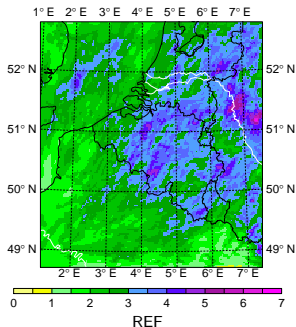 1° E 2° E 3° E 4° E 5° E 6° E 7° E
52° N 52° N
51° N 51° N
50° N 50° N
49° N 49° N
2° E 3° E 4° E 5° E 6° E 7° E
0 1 2 3 4 5 6 7
REF